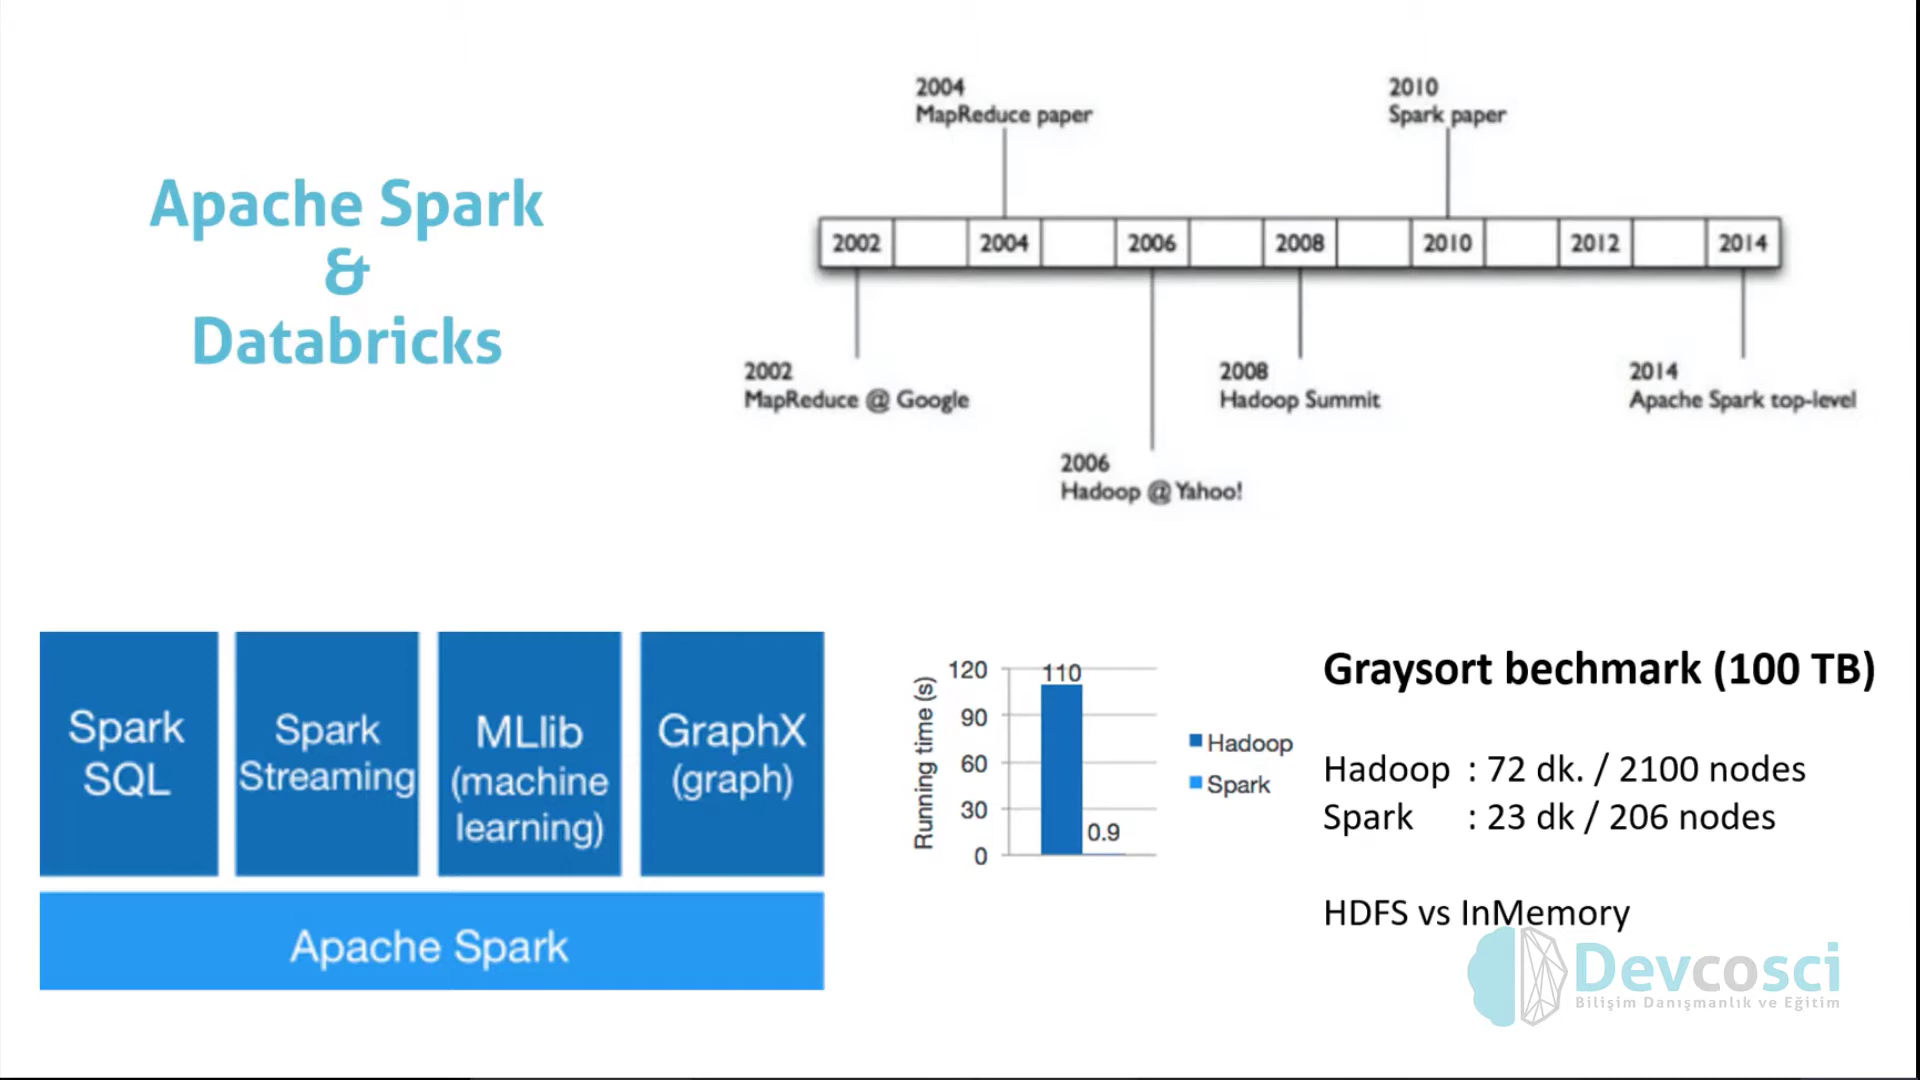 Apache Spark
&
Databricks
2004
MapReduce paper
2010
Spark paper
2002 2004 2006 2008 2010 2012 2014
2002
MapReduce @ Google
2008
Hadoop Summit
2014
Apache Spark top-level
2006
Hadoop @ Yahoo!
Spark
SQL
Spark
Streaming
MLlib
(machine
learning)
GraphX
(graph)
Apache Spark
Running time (s)
120
90
60
30
0
110
0.9
Hadoop
Spark
Graysort bechmark (100 TB)
Hadoop : 72 dk. / 2100 nodes
Spark : 23 dk / 206 nodes
HDFS vs InMemory
Devcosci
Bilişim Danışmanlık ve Eğitim